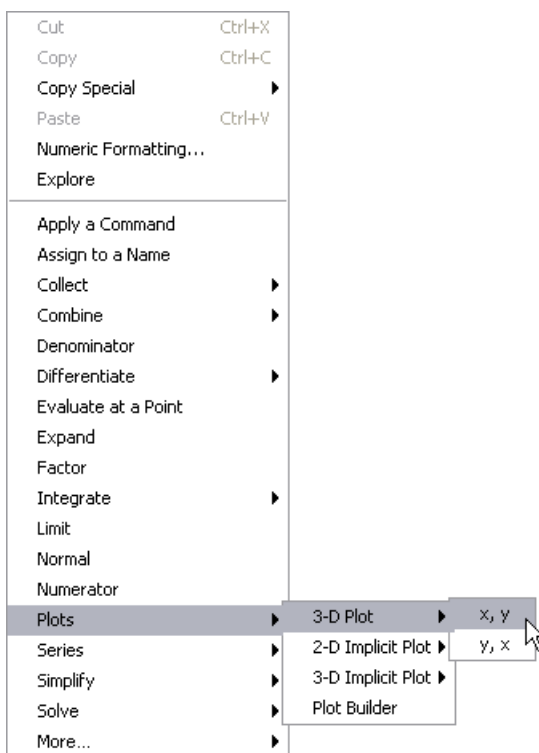 Cut Ctrl+X
Copy Ctrl+C
Copy Special
Paste Ctrl+V
Numeric Formatting...
Explore
Apply a Command
Assign to a Name
Collect
Combine
Denominator
Differentiate
Evaluate at a Point
Expand
Factor
Integrate
Limit
Normal
Numerator
Plots
Series
Simplify
Solve
More...
3-D Plot
2-D Implicit Plot
3-D Implicit Plot
Plot Builder
x, y
y, x